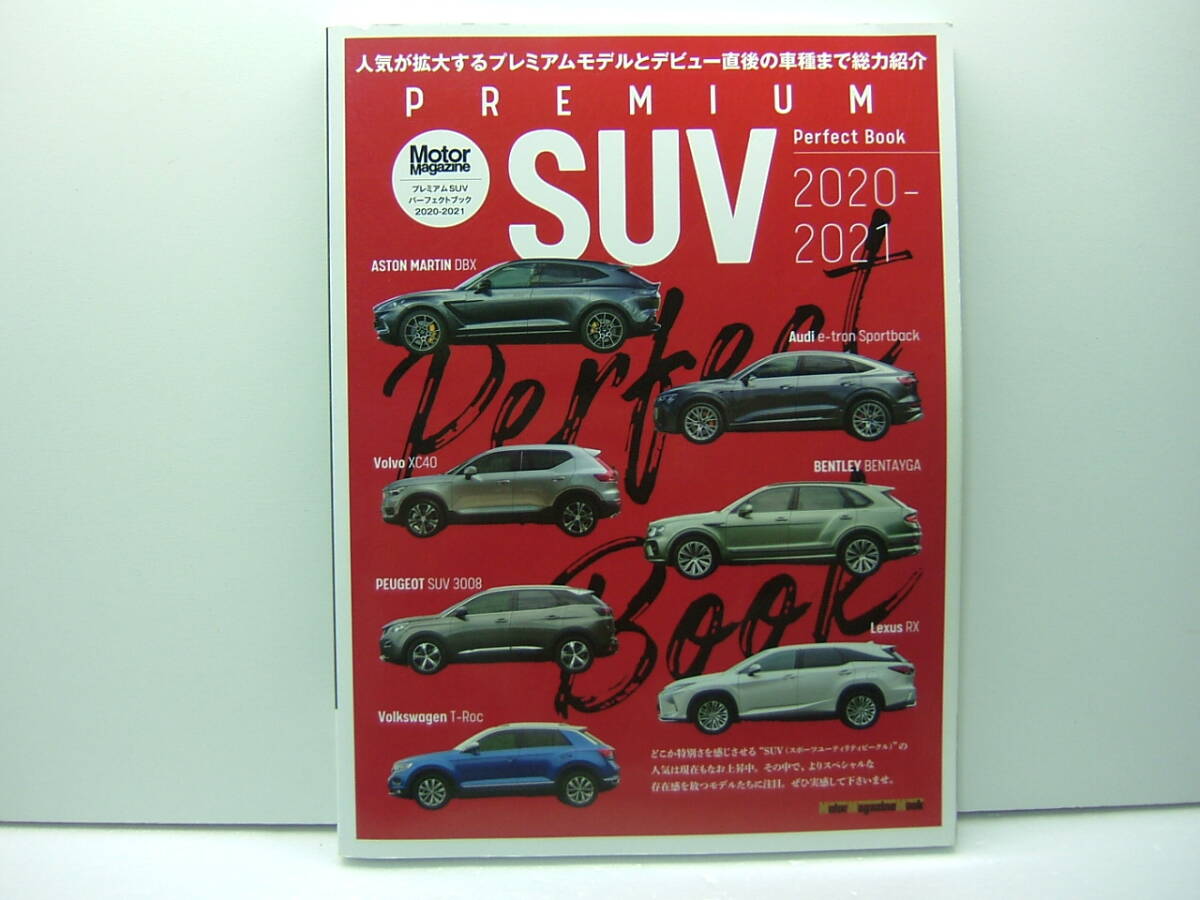 人気が拡大するプレミアムモデルとデビュー直後の車種まで総力紹介
PREMIUM
SUV
Perfect Book
2020-
2021
Motor
Magazine
プレミアムSUV
パーフェクトブック
2020-2021
Perfect
Book
ASTON MARTIN DBX
Audi e-tron Sportback
Volvo XC40
BENTLEY BENTAYGA
PEUGEOT SUV 3008
Lexus RX
Volkswagen T-Roc
どこか特別さを感じさせる“SUV(スポーツユーティリティビークル)”の
人気は現在もなお上昇中。その中で、よりスペシャルな
存在感を放つモデルたちに注目。ぜひ実感して下さいませ。
Motor Magazine Mook